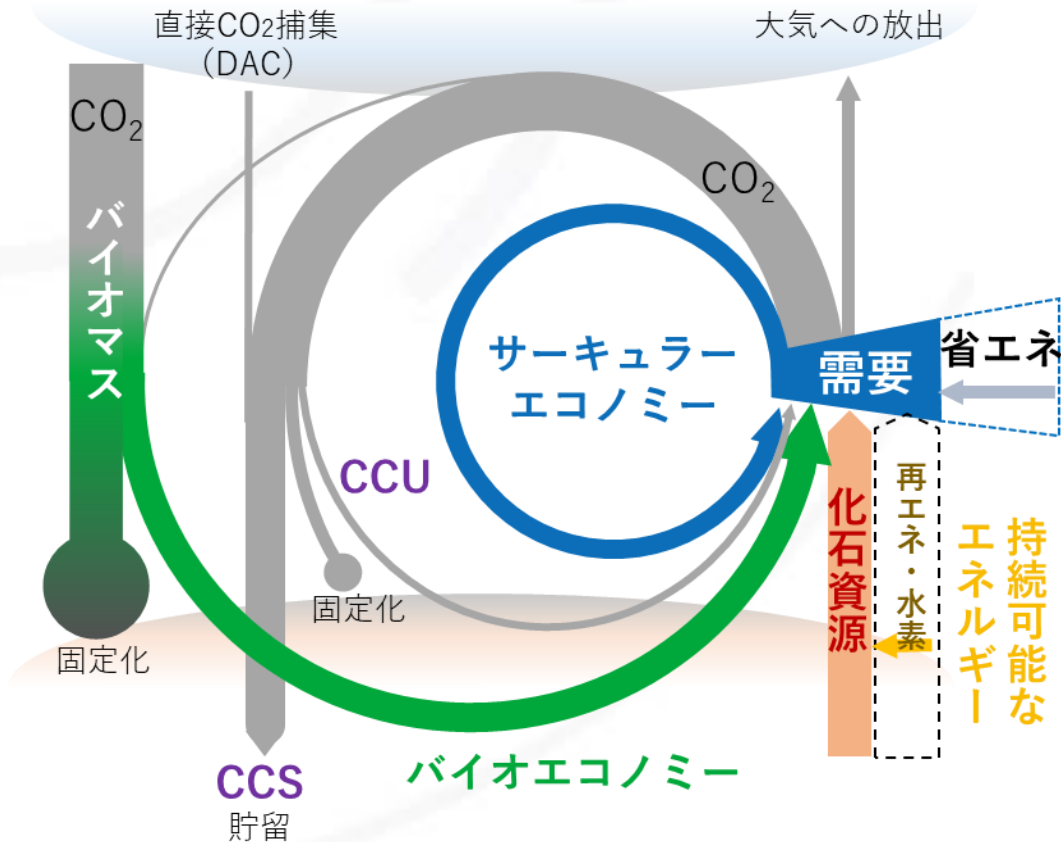 直接CO2捕集
（DAC）
大気への放出
CO2
バイオマス
CO2
サーキュラー
エコノミー
需要
省エネ
CCU
固定化
固定化
化石資源
再エネ・水素
持続可能な
エネルギー
バイオエコノミー
CCS
貯留